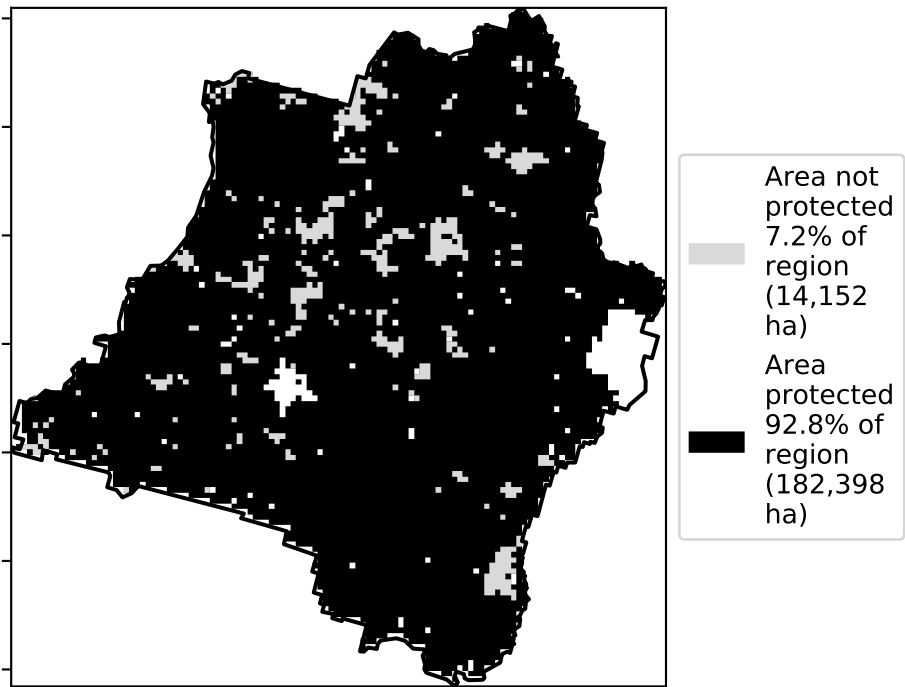 Area not
protected
7.2% of
region
(14,152
ha)
Area
protected
92.8% of
region
(182,398
ha)